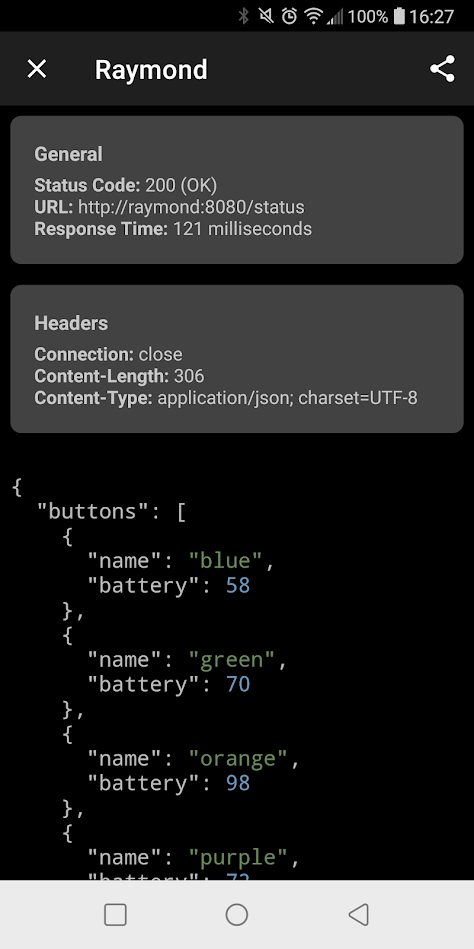 100% 16:27
Raymond
General
Status Code: 200 (OK)
URL: http://raymond:8080/status
Response Time: 121 milliseconds
Headers
Connection: close
Content-Length: 306
Content-Type: application/json; charset=UTF-8
{
"buttons": [
{
"name": "blue",
"battery": 58
},
{
"name": "green",
"battery": 70
},
{
"name": "orange",
"battery": 98
},
{
"name": "purple",